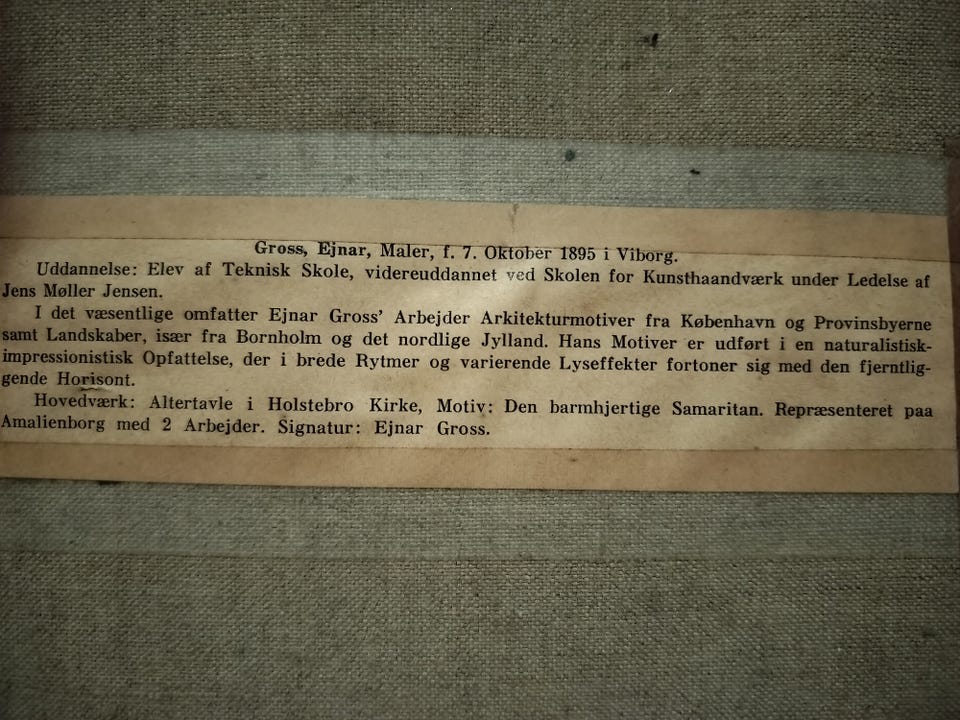 Gross, Ejnar, Maler, f. 7. Oktober 1895 i Viborg.
Uddannelse: Elev af Teknisk Skole, videreuddannet ved Skolen for Kunsthaandværk under Ledelse af
Jens Møller Jensen.
I det væsentlige omfatter Ejnar Gross' Arbejder Arkitekturmotiver fra København og Provinsbyerne
samt Landskaber, især fra Bornholm og det nordlige Jylland. Hans Motiver er udført i en naturalistisk-
impressionistisk Opfattelse, der i brede Rytmer og varierende Lyseffekter fortoner sig med den fjerntlig-
gende Horisont.
Hovedværk: Altertavle i Holstebro Kirke, Motiv: Den barmhjertige Samaritan. Repræsenteret paa
Amalienborg med 2 Arbejder. Signatur: Ejnar Gross.